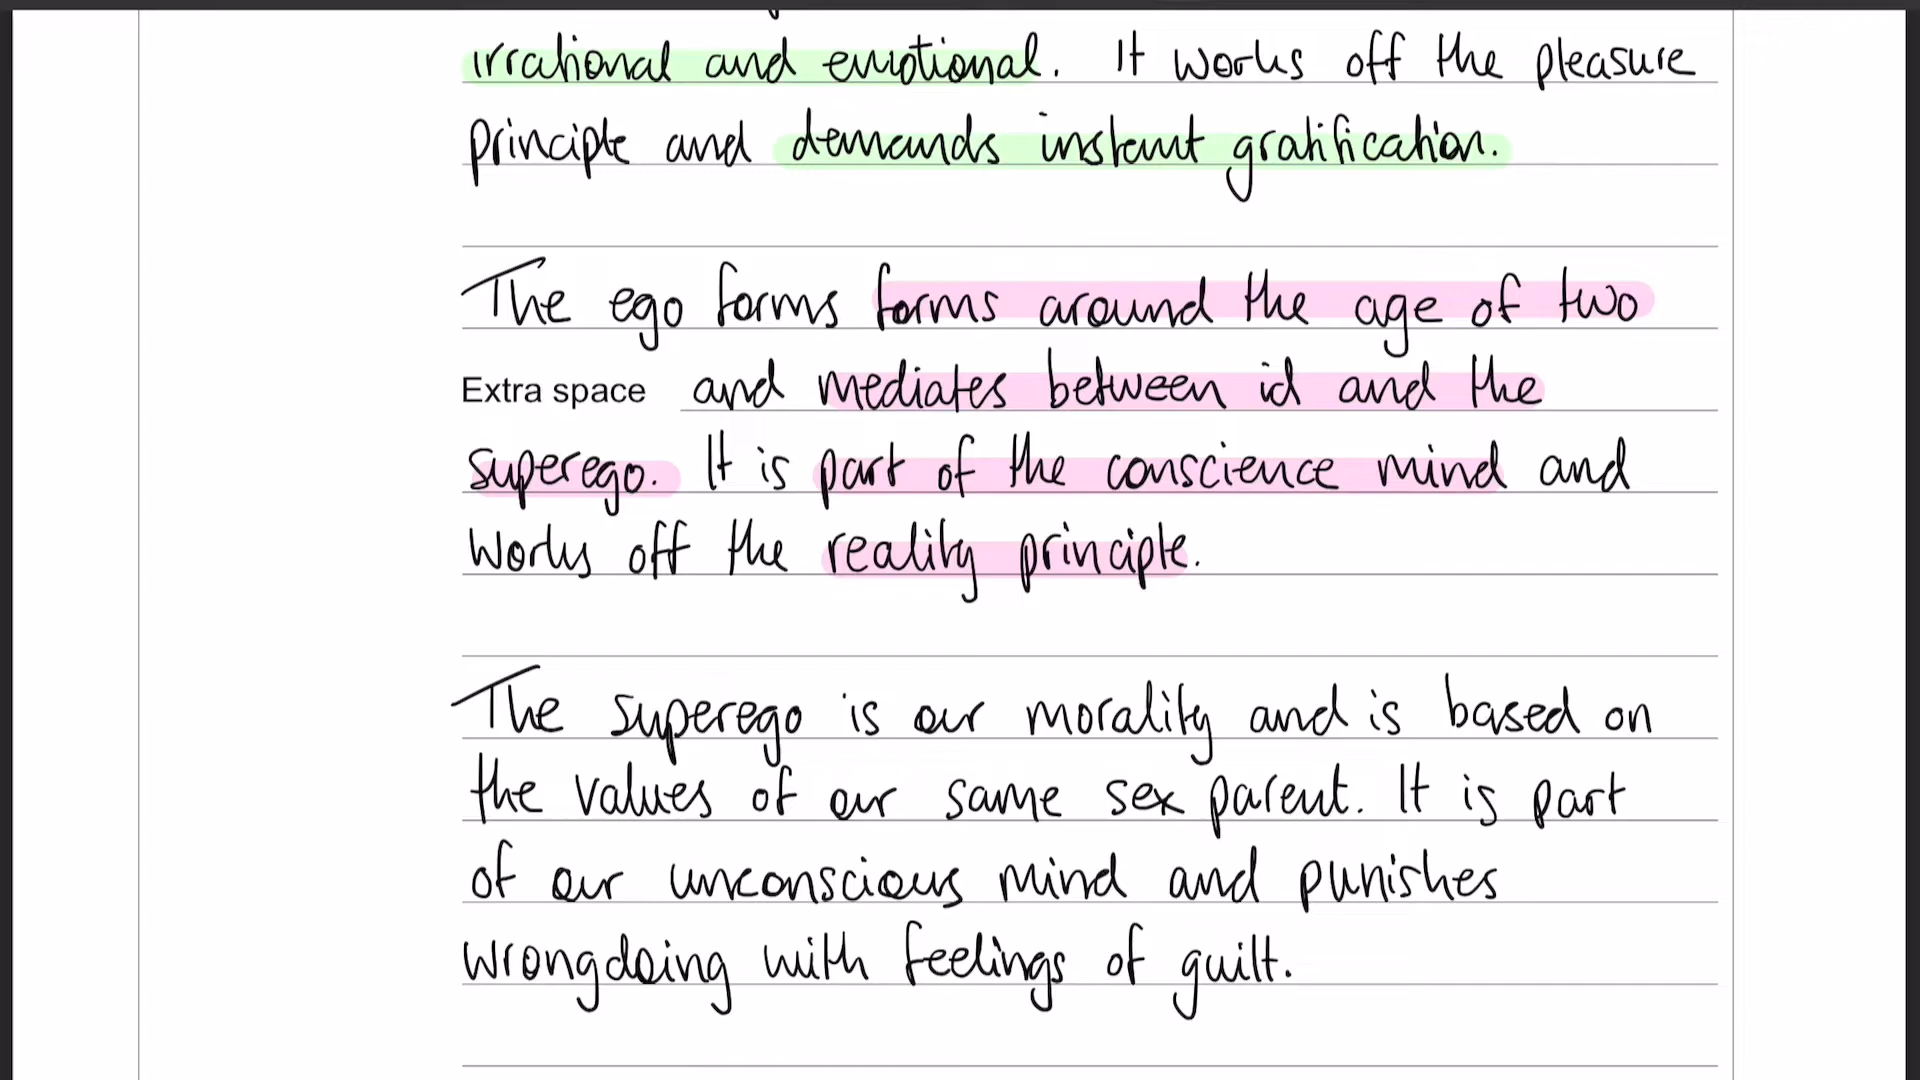 irrational and emotional. It works off the pleasure
principle and demands instant gratification.
The ego forms forms around the age of two
Extra space and mediates between id and the
superego. It is part of the conscience mind and
works off the reality principle.
The superego is our morality and is based on
the values of our same sex parent. It is part
of our unconscious mind and punishes
wrongdoing with feelings of guilt.